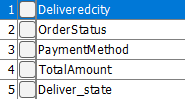 1 Deliveredcity
2 OrderStatus
3 PaymentMethod
4 TotalAmount
5 Deliver_state